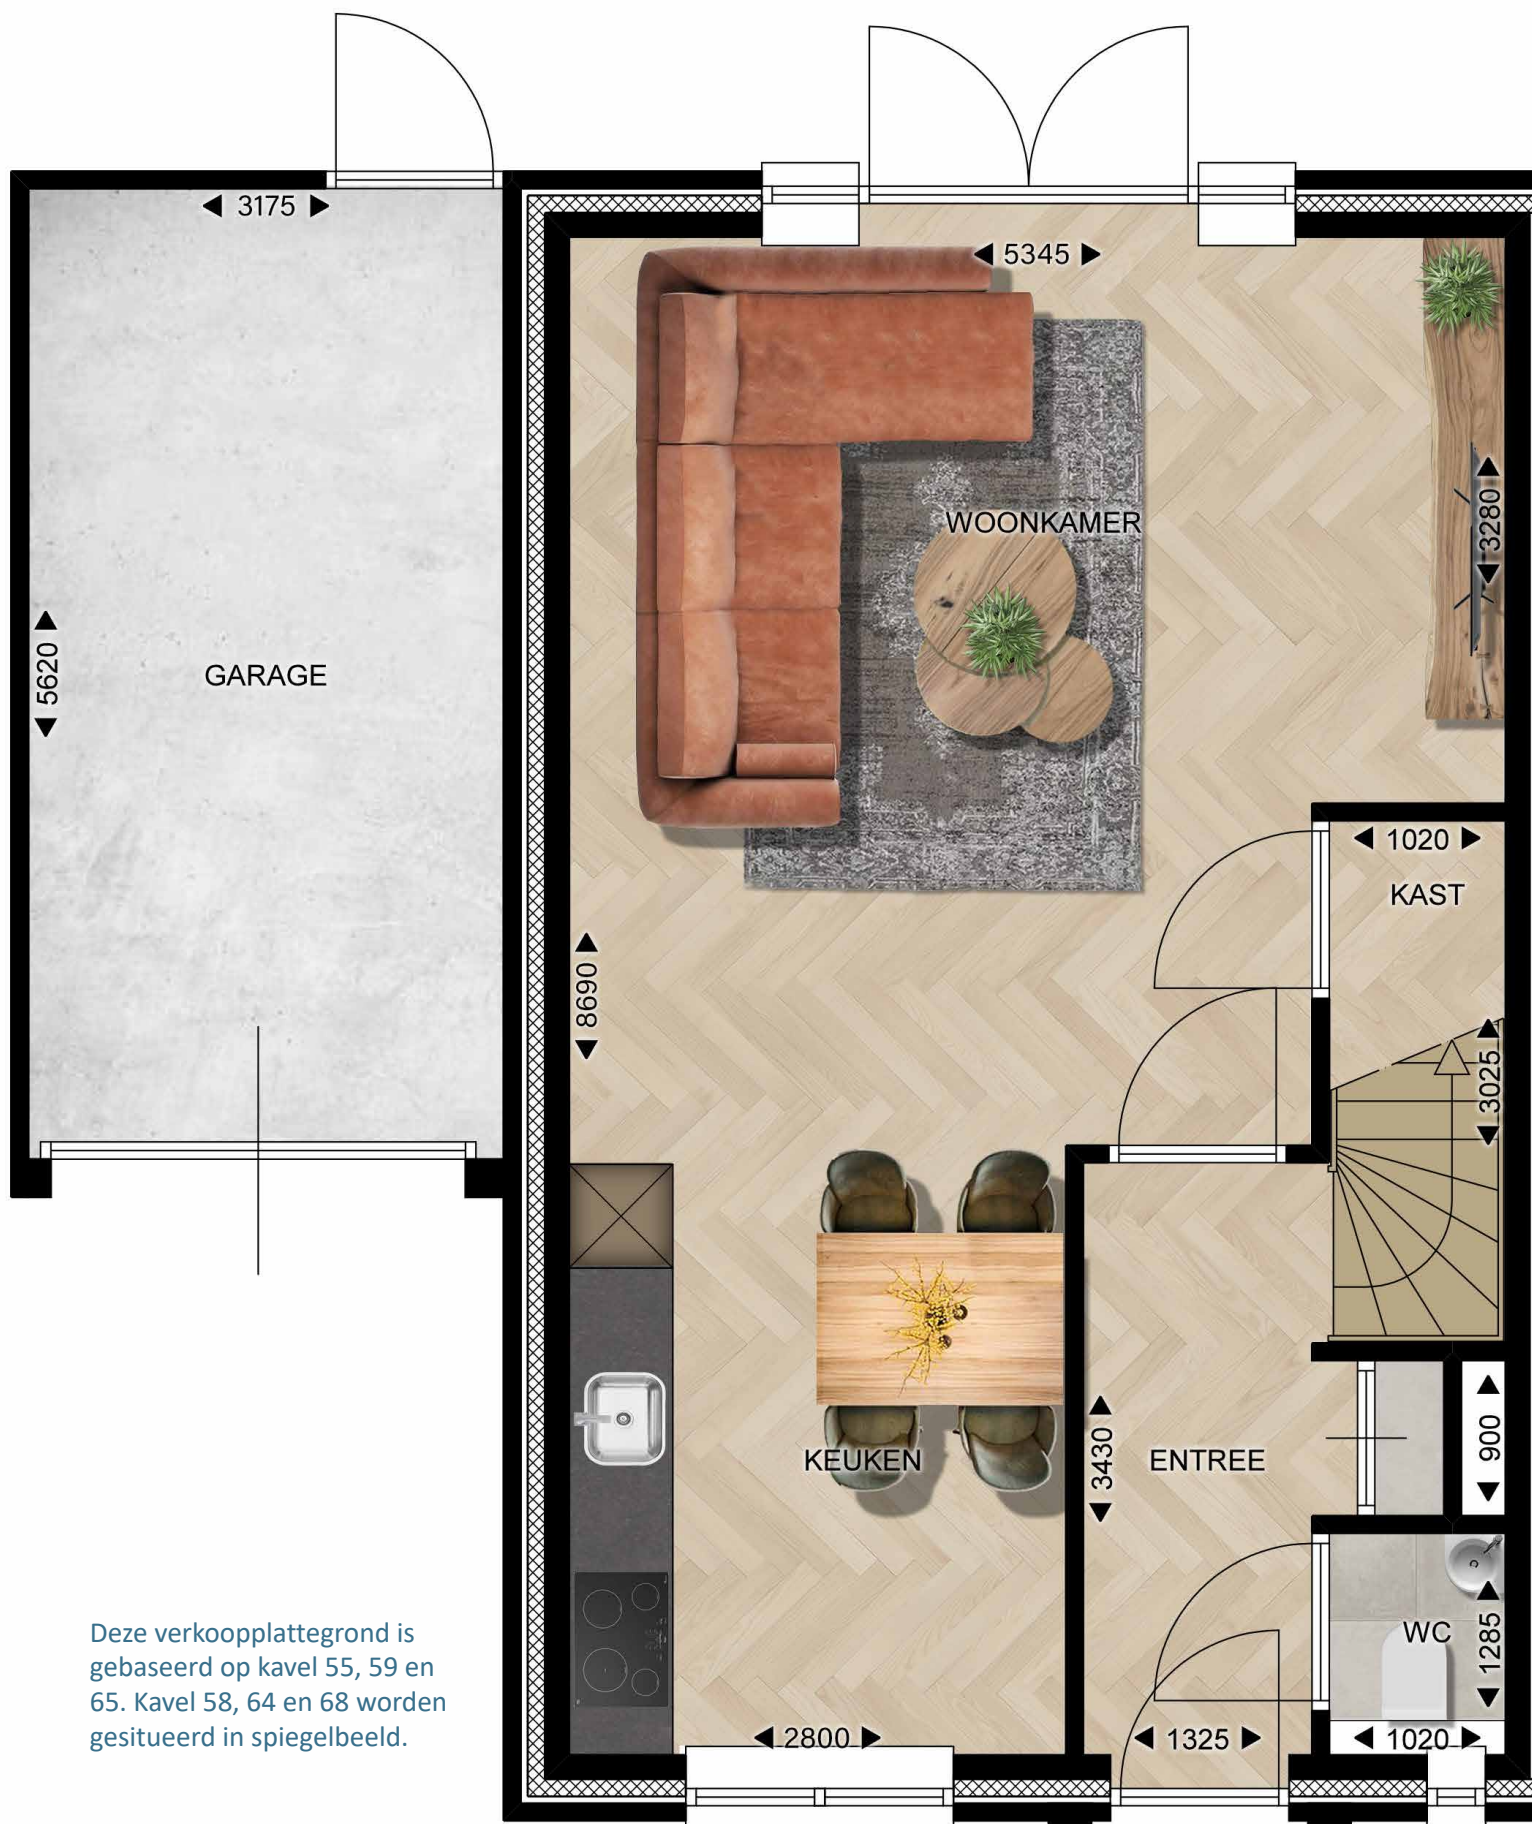 3175
5345
WOONKAMER
3280
5620
GARAGE
1020
KAST
8690
3025
KEUKEN
3430
ENTREE
900
WC
1285
2800
1325
1020
Deze verkoopplattegrond is
gebaseerd op kavel 55, 59 en
65. Kavel 58, 64 en 68 worden
gesitueerd in spiegelbeeld.